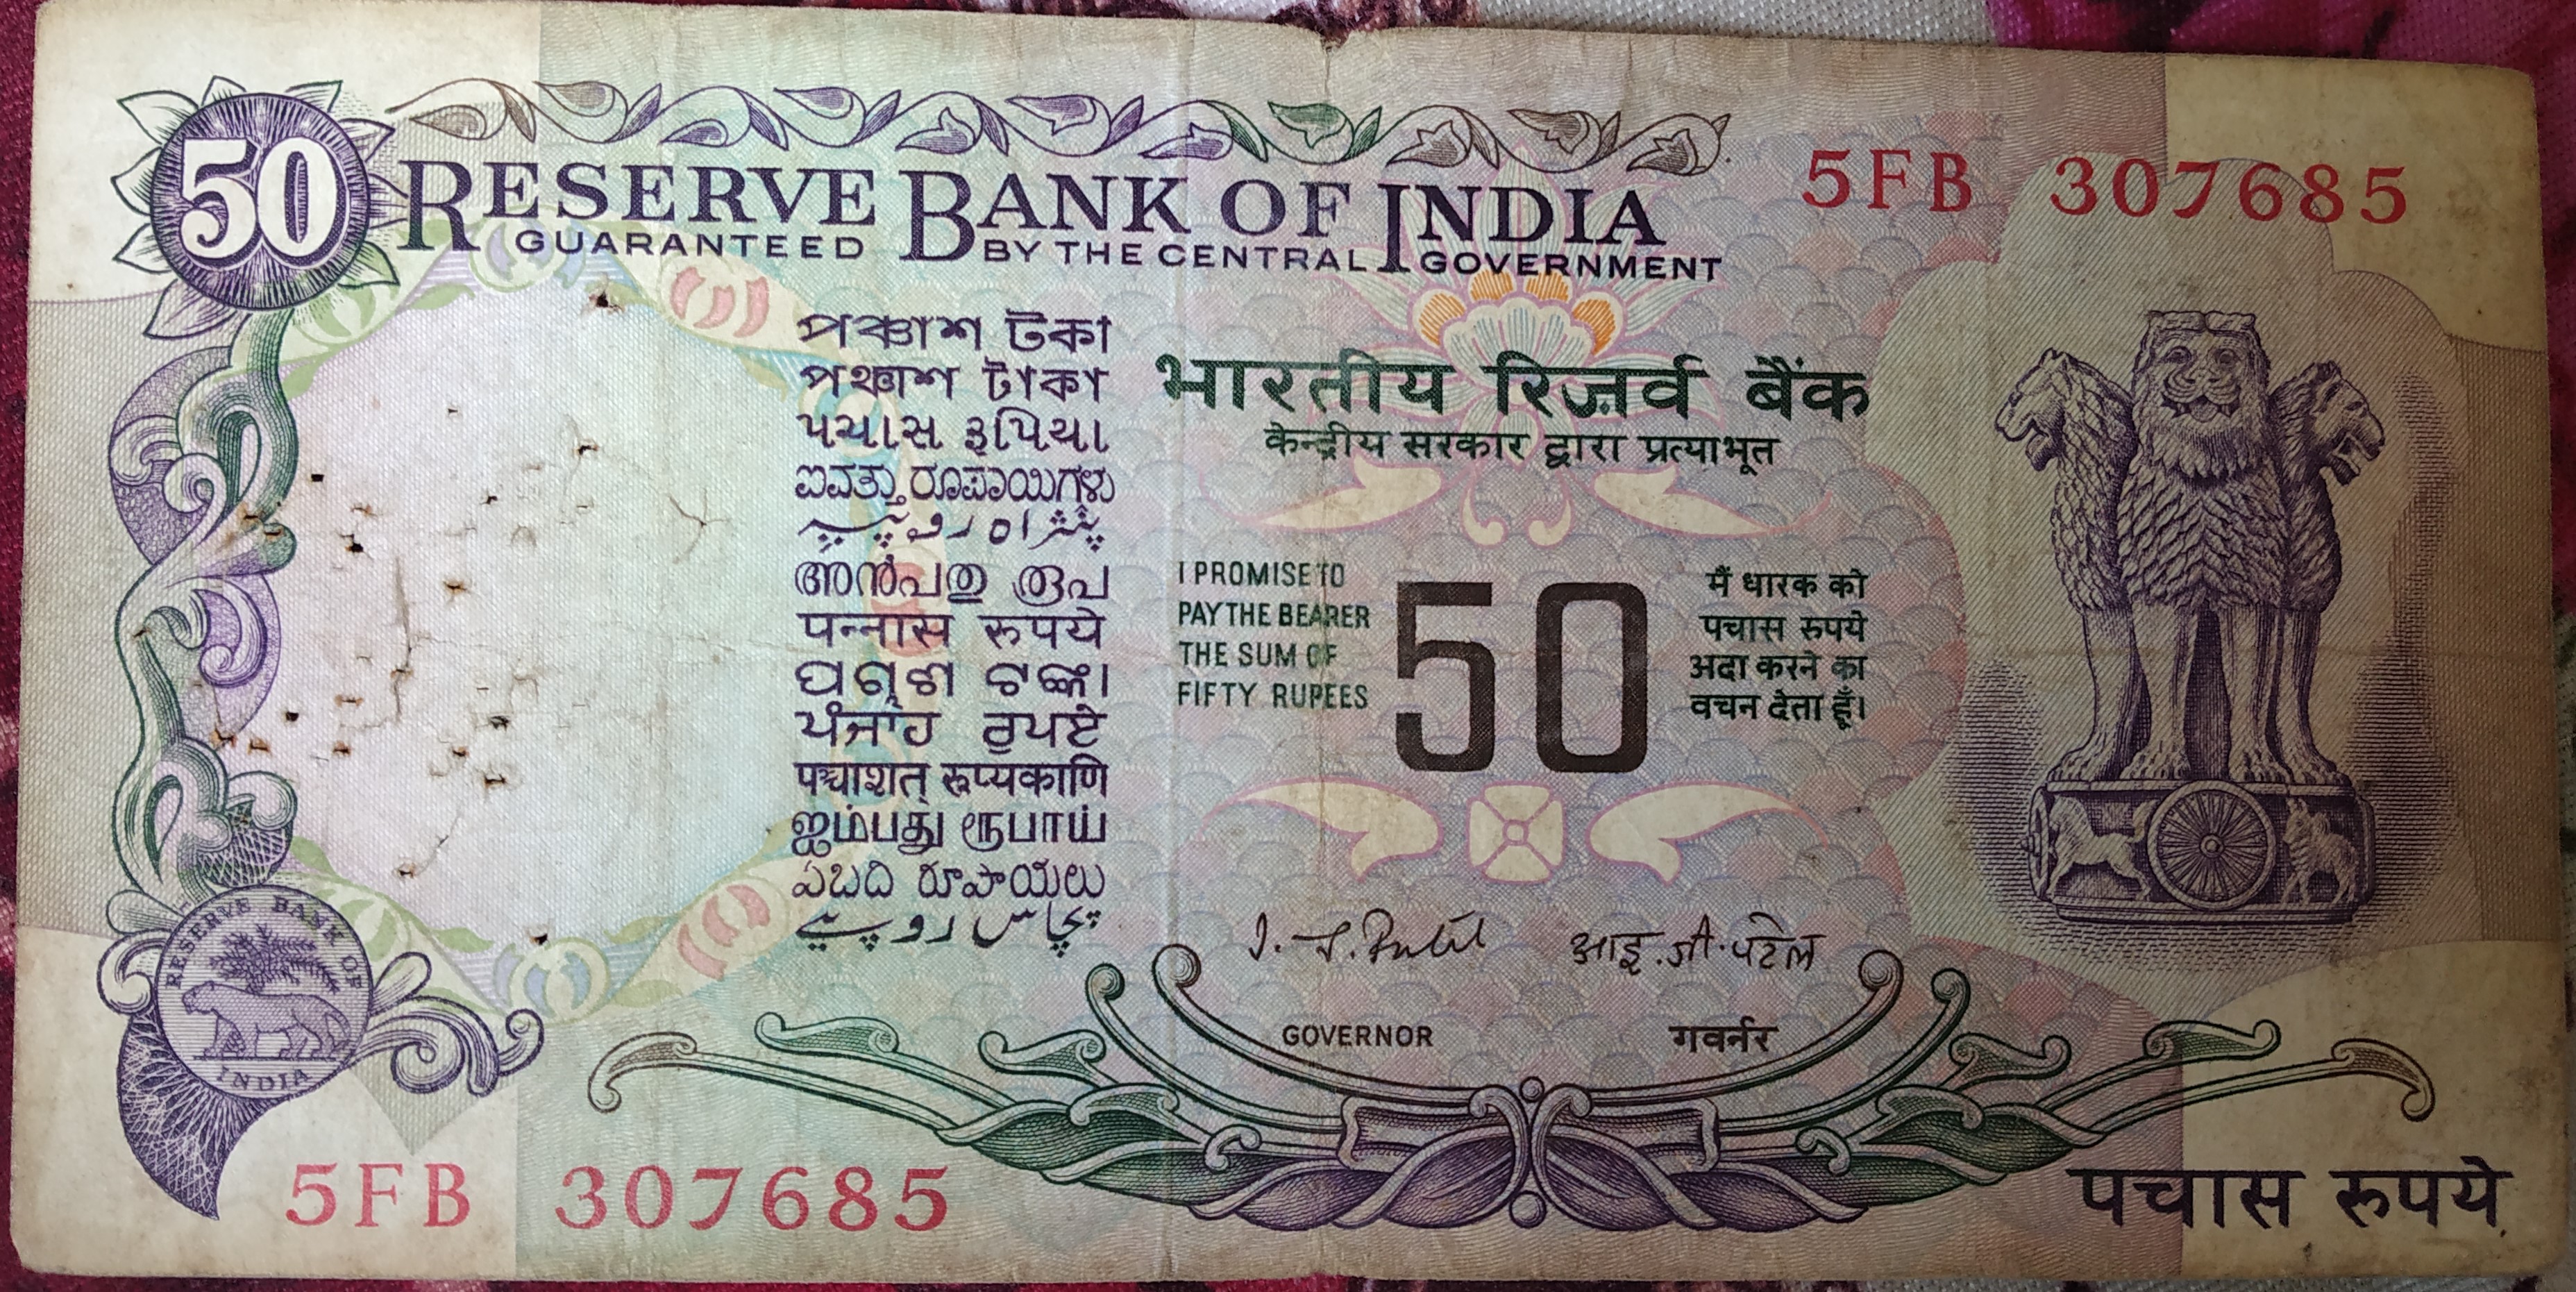 50
RESERVE BANK OF INDIA
GUARANTEED BY THE CENTRAL GOVERNMENT
5FB 307685
পঞ্চাশ টকা
পঞ্চাশ টাকা
પચાસ રૂપિયા
ಐವತ್ತು ರೂಪಾಯಿಗಳು
അൻപതു രൂപ
पन्नास रुपये
ପଚାଶ ଟଙ୍କା
ਪੰਜਾਹ ਰੁਪਏ
पञ्चाशत् रूप्यकाणि
ஐம்பது ரூபாய்
ఏబది రూపాయలు
پچاس روپیے
भारतीय रिज़र्व बैंक
केन्द्रीय सरकार द्वारा प्रत्याभूत
I PROMISE TO
PAY THE BEARER
THE SUM OF
FIFTY RUPEES
50
मैं धारक को
पचास रुपये
अदा करने का
वचन देता हूँ।
आइ.जी.पटेल
GOVERNOR
गवर्नर
RESERVE BANK OF
INDIA
5FB 307685
पचास रुपये